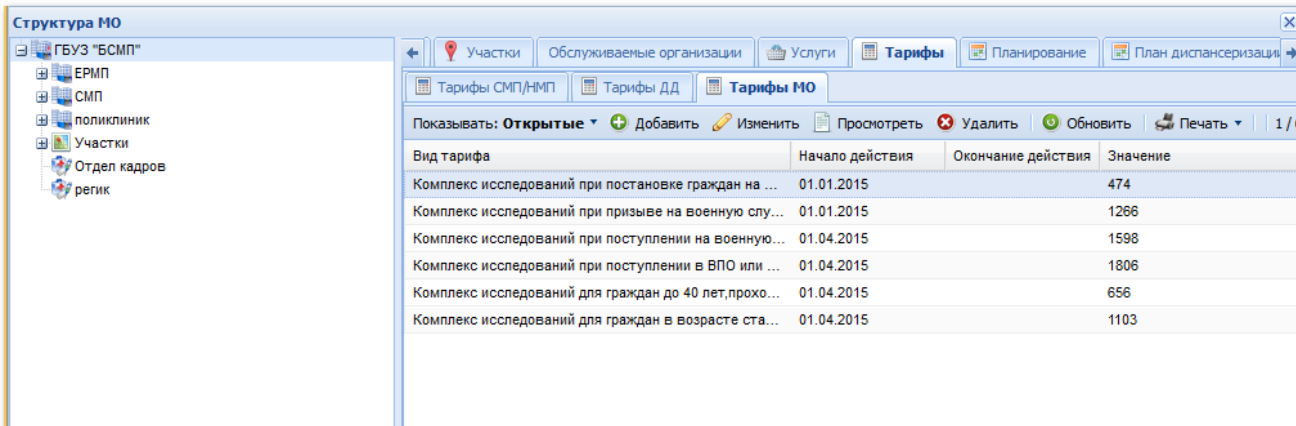 Структура МО
ГБУЗ "БСМП"
ЕРМП
СМП
поликлиник
Участки
Отдел кадров
регик
Участки Обслуживаемые организации Услуги Тарифы Планирование План диспансеризации
Тарифы СМП/НМП Тарифы ДД Тарифы МО
Показывать: Открытые Добавить Изменить Просмотреть Удалить Обновить Печать 1 /
Вид тарифа Начало действия Окончание действия Значение
Комплекс исследований при постановке граждан на ... 01.01.2015 474
Комплекс исследований при призыве на военную слу... 01.01.2015 1266
Комплекс исследований при поступлении на военную... 01.04.2015 1598
Комплекс исследований при поступлении в ВПО или ... 01.04.2015 1806
Комплекс исследований для граждан до 40 лет,прохо... 01.04.2015 656
Комплекс исследований для граждан в возрасте ста... 01.04.2015 1103